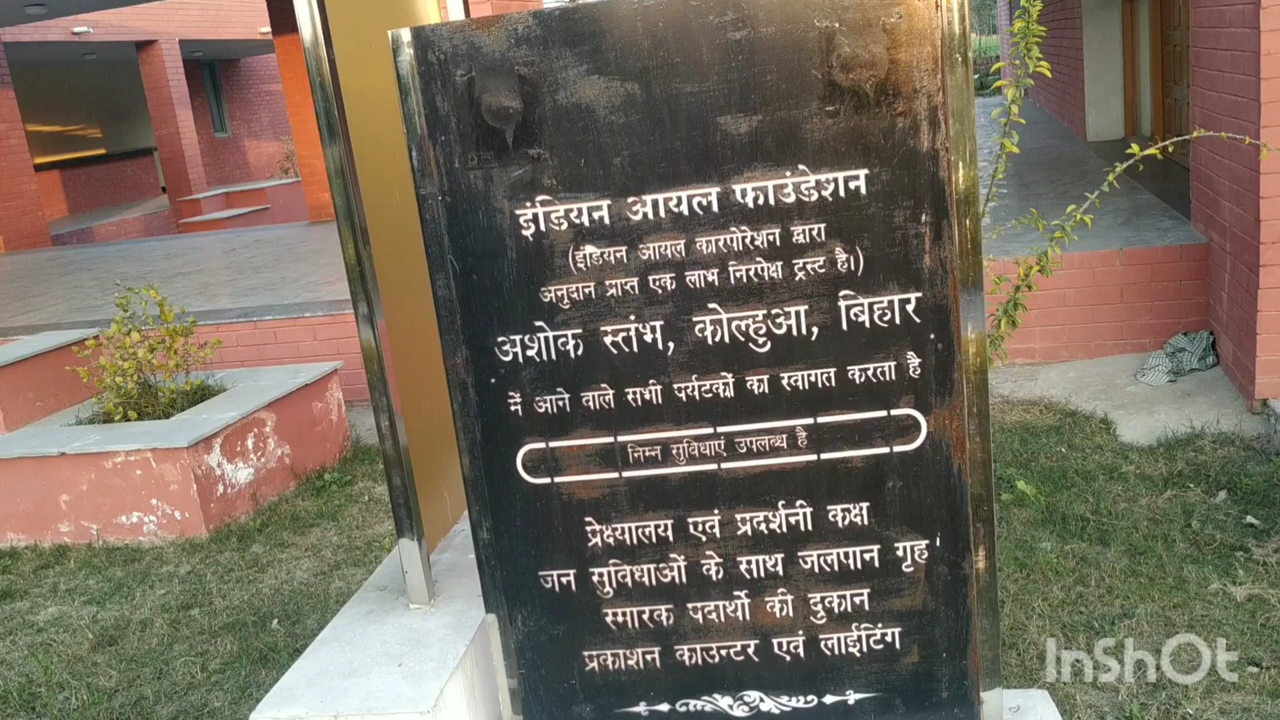 इंडियन आयल फाउंडेशन
(इंडियन आयल कारपोरेशन द्वारा
अनुदान प्राप्त एक लाभ निरपेक्ष ट्रस्ट है।)
अशोक स्तंभ, कोल्हुआ, बिहार
में आने वाले सभी पर्यटकों का स्वागत करता है
निम्न सुविधाएं उपलब्ध है
प्रेक्ष्यालय एवं प्रदर्शनी कक्ष
जन सुविधाओं के साथ जलपान गृह
स्मारक पदार्थो की दुकान
प्रकाशन काउन्टर एवं लाईटिंग
InShOt